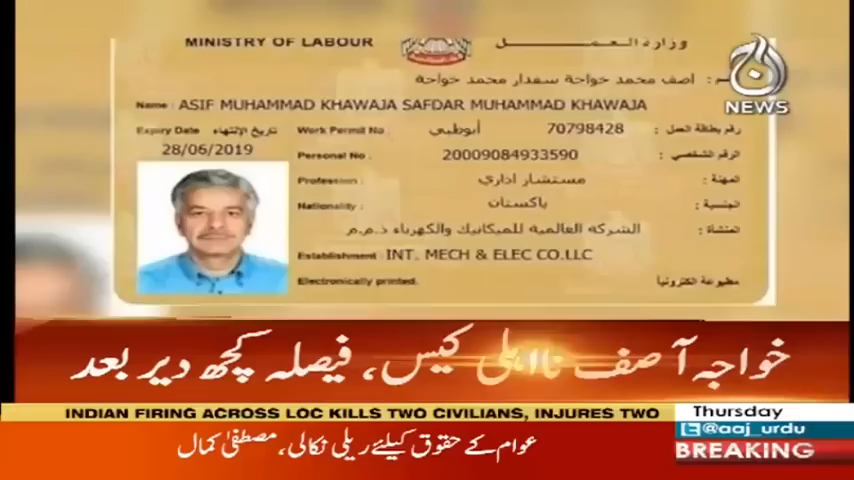 MINISTRY OF LABOUR
وزارة العمل
NEWS
اصف محمد خواجة سفدار محمد خواجة
Name : ASIF MUHAMMAD KHAWAJA SAFDAR MUHAMMAD KHAWAJA
Expiry Date تاريخ الإنتهاء
28/06/2019
Work Permit No أبوظبي 70798428 رقم بطاقة العمل :
Personal No : 20009084933590 الرقم الشخصي :
Profession : مستشار اداري المهنة :
Nationality : باكستان الجنسية :
الشركة العالمية للميكانيك والكهرباء ذ.م.م المنشأة :
Establishment : INT. MECH & ELEC CO.LLC
Electronically printed. مطبوعة الكترونياً
خواجہ آصف نااہلی کیس، فیصلہ کچھ دیر بعد
INDIAN FIRING ACROSS LOC KILLS TWO CIVILIANS, INJURES TWO
Thursday
@aaj_urdu
عوام کے حقوق کیلئے ریلی نکالی، مصطفیٰ کمال
BREAKING